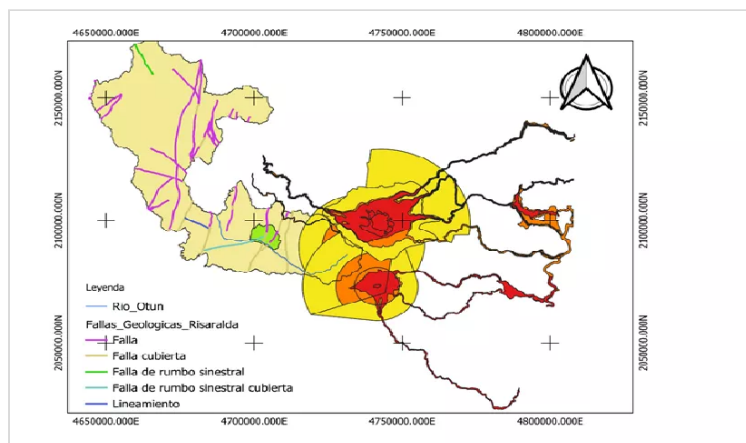 4650000.000E 4700000.000E 4750000.000E 4800000.000E
2150000.000N 2150000.000N
2100000.000N 2100000.000N
2050000.000N 2050000.000N
Leyenda
Rio_Otun
Fallas_Geologicas_Risaralda
Falla
Falla cubierta
Falla de rumbo sinestral
Falla de rumbo sinestral cubierta
Lineamiento
4650000.000E 4700000.000E 4750000.000E 4800000.000E